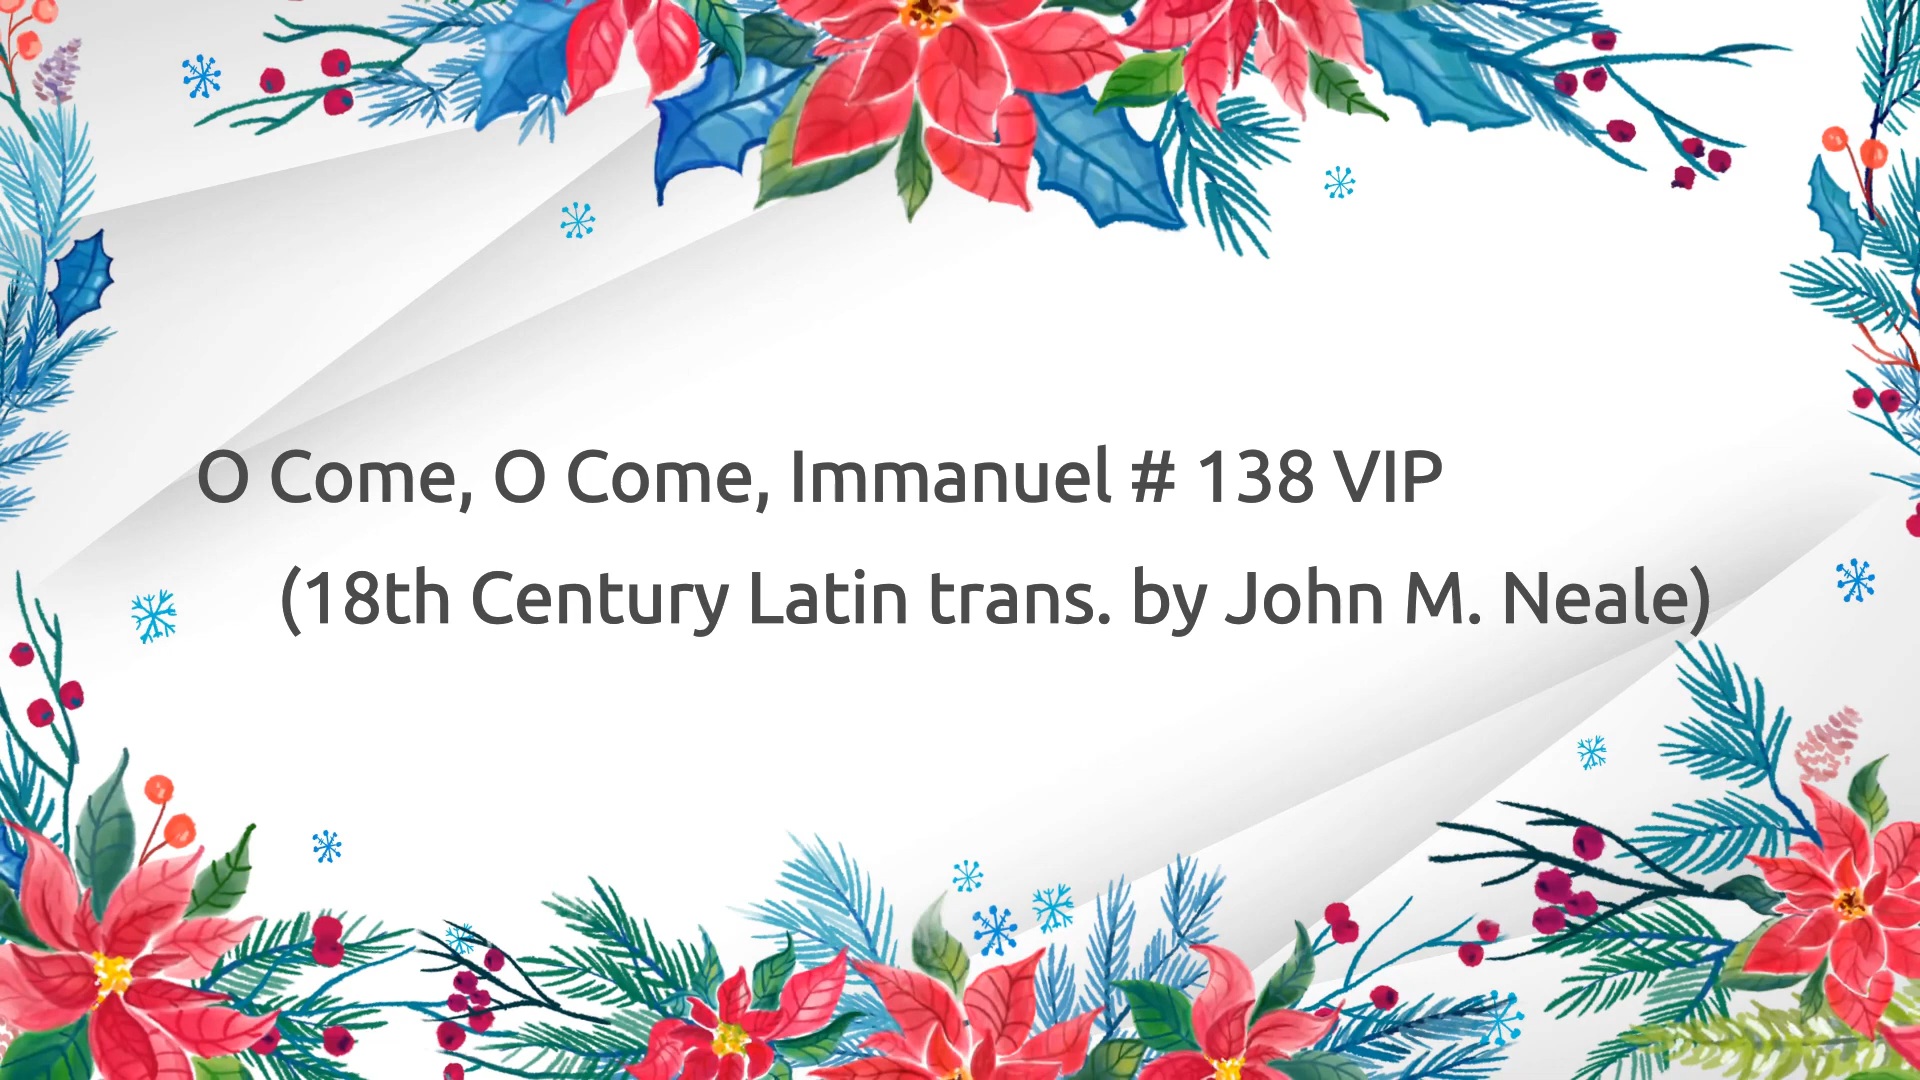 O Come, O Come, Immanuel # 138 VIP
(18th Century Latin trans. by John M. Neale)